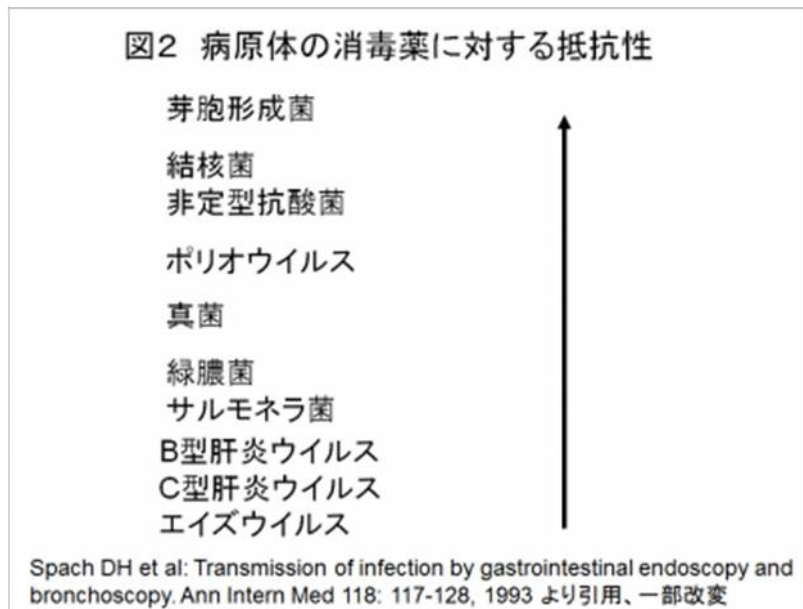 図2 病原体の消毒薬に対する抵抗性
芽胞形成菌
結核菌
非定型抗酸菌
ポリオウイルス
真菌
緑膿菌
サルモネラ菌
B型肝炎ウイルス
C型肝炎ウイルス
エイズウイルス
Spach DH et al: Transmission of infection by gastrointestinal endoscopy and
bronchoscopy. Ann Intern Med 118: 117-128, 1993 より引用、一部改変